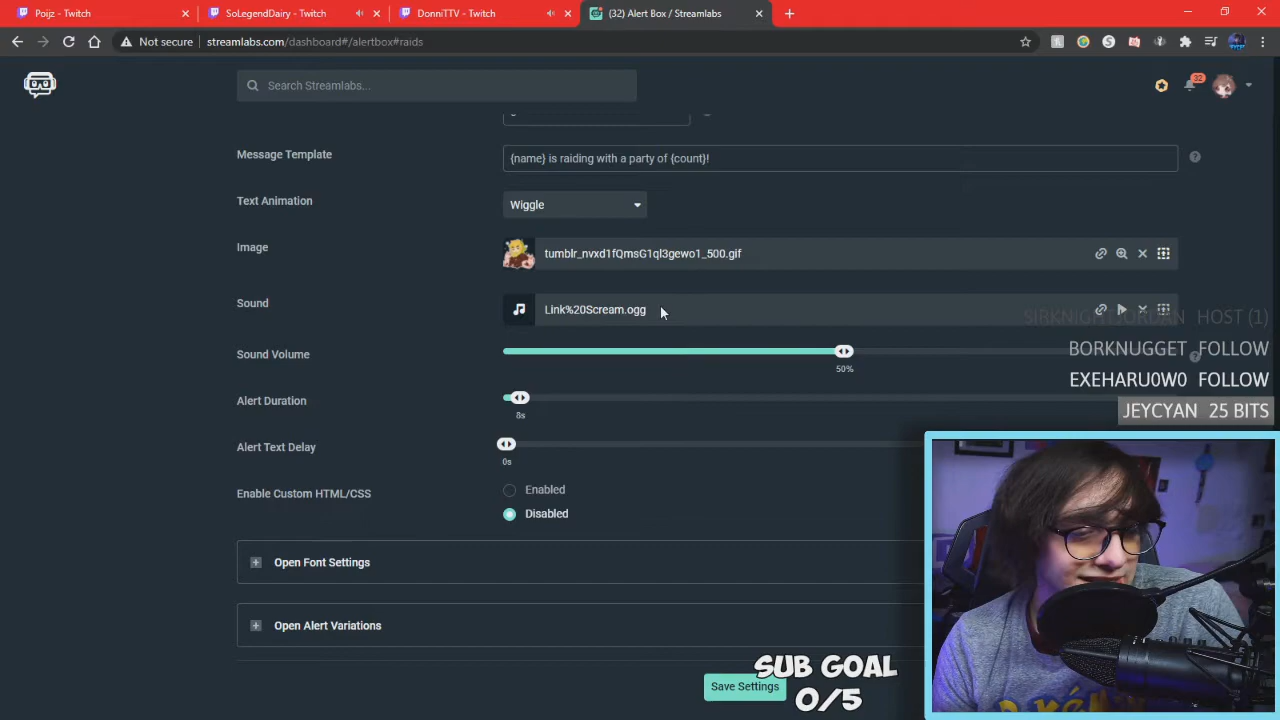 Poijz - Twitch
SoLegendDairy - Twitch
DonniTTV - Twitch
(32) Alert Box / Streamlabs
Not secure
streamlabs.com/dashboard#/alertbox#raids
Search Streamlabs...
32
Message Template
{name} is raiding with a party of {count}!
Text Animation
Wiggle
Image
tumblr_nvxd1fQmsG1ql3gewo1_500.gif
Sound
Link%20Scream.ogg
SIRKNIGHTJORDAN HOST (1)
Sound Volume
50%
BORKNUGGET FOLLOW
EXEHARU0W0 FOLLOW
Alert Duration
8s
JEYCYAN 25 BITS
Alert Text Delay
0s
Enable Custom HTML/CSS
Enabled
Disabled
Open Font Settings
Open Alert Variations
Save Settings
SUB GOAL
0/5